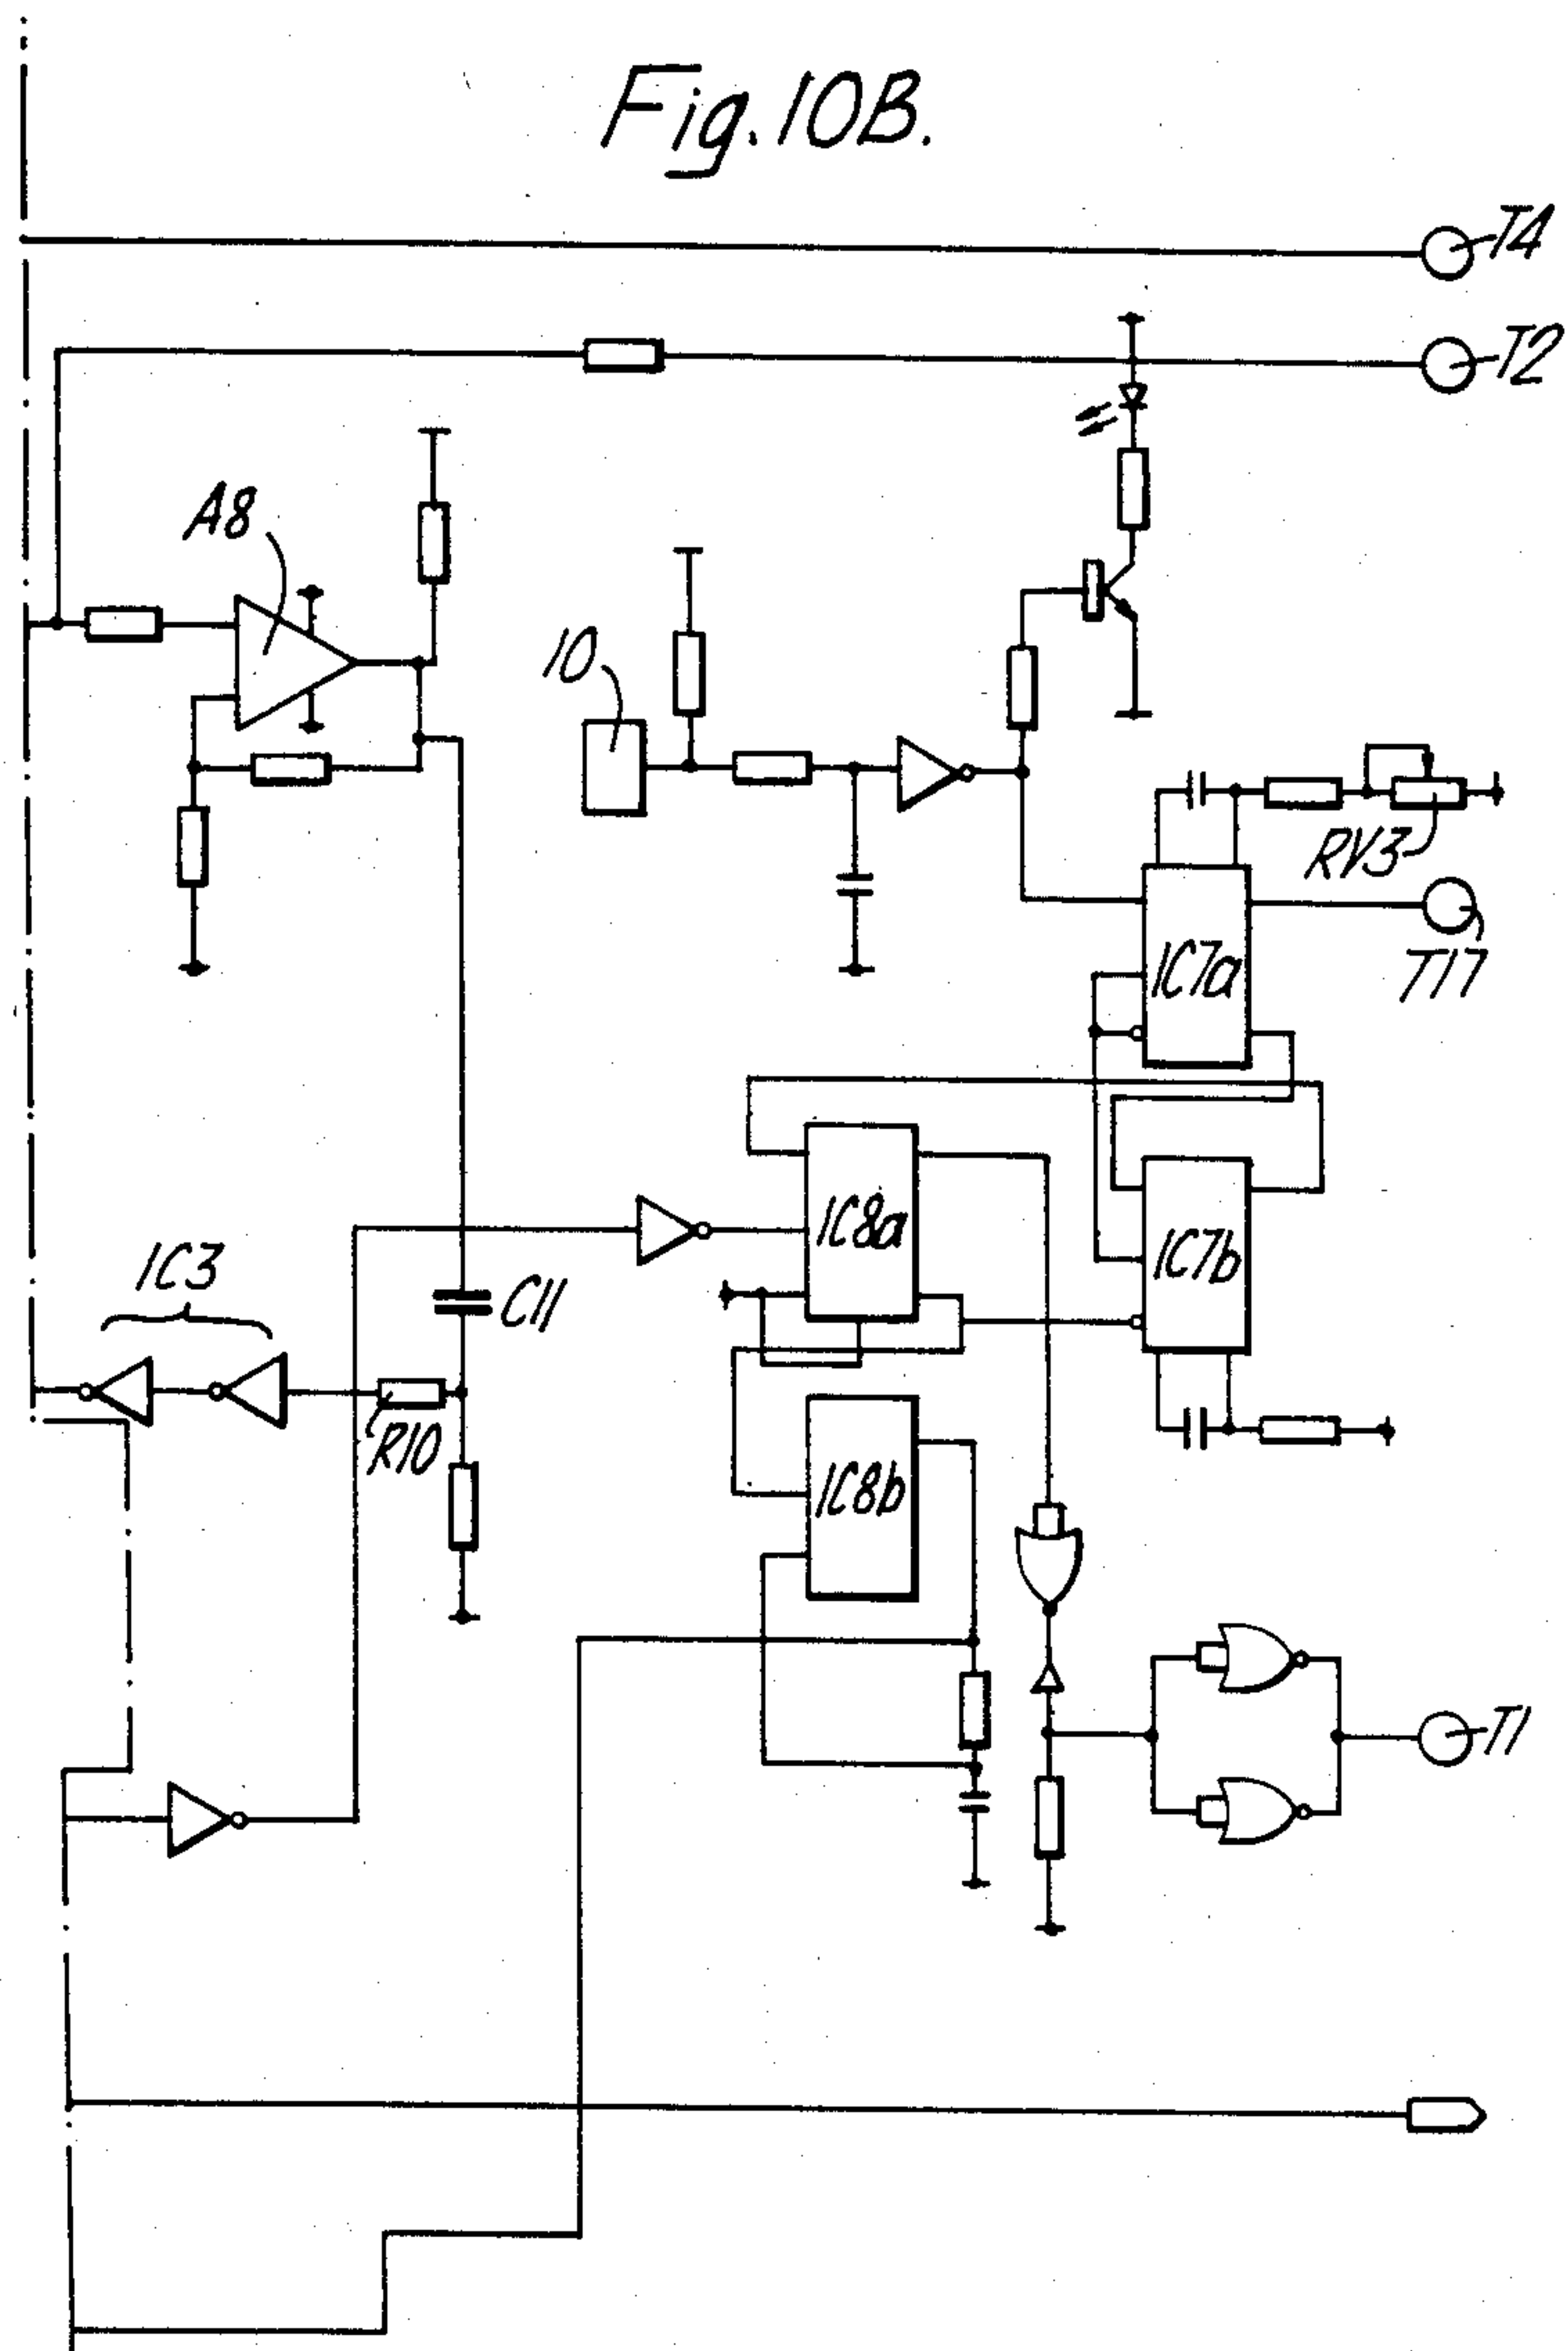 Fig. 10B.
T4
T2
A8
10
RV3
IC7a
T17
IC8a
IC7b
IC3
C11
R10
IC8b
T1